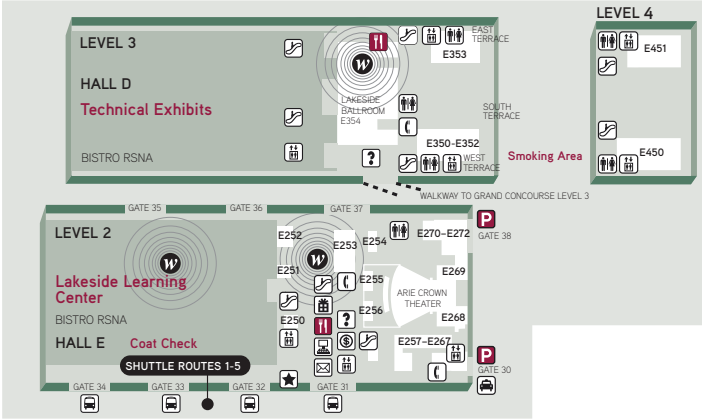 LEVEL 4
LEVEL 3
EAST
TERRACE
E451
E353
HALL D
Technical Exhibits
W
LAKESIDE
BALLROOM
E354
SOUTH
TERRACE
E350-E352
BISTRO RSNA
?
WEST
TERRACE
Smoking Area
E450
WALKWAY TO GRAND CONCOURSE LEVEL 3
GATE 35
GATE 36
GATE 37
P
LEVEL 2
E252
E253
E254
E270–E272
GATE 38
W
W
E251
E269
Lakeside Learning
Center
E255
ARIE CROWN
THEATER
BISTRO RSNA
E250
E256
?
E268
HALL E
Coat Check
$
E257–E267
SHUTTLE ROUTES 1-5
P
GATE 30
GATE 34
GATE 33
GATE 32
GATE 31